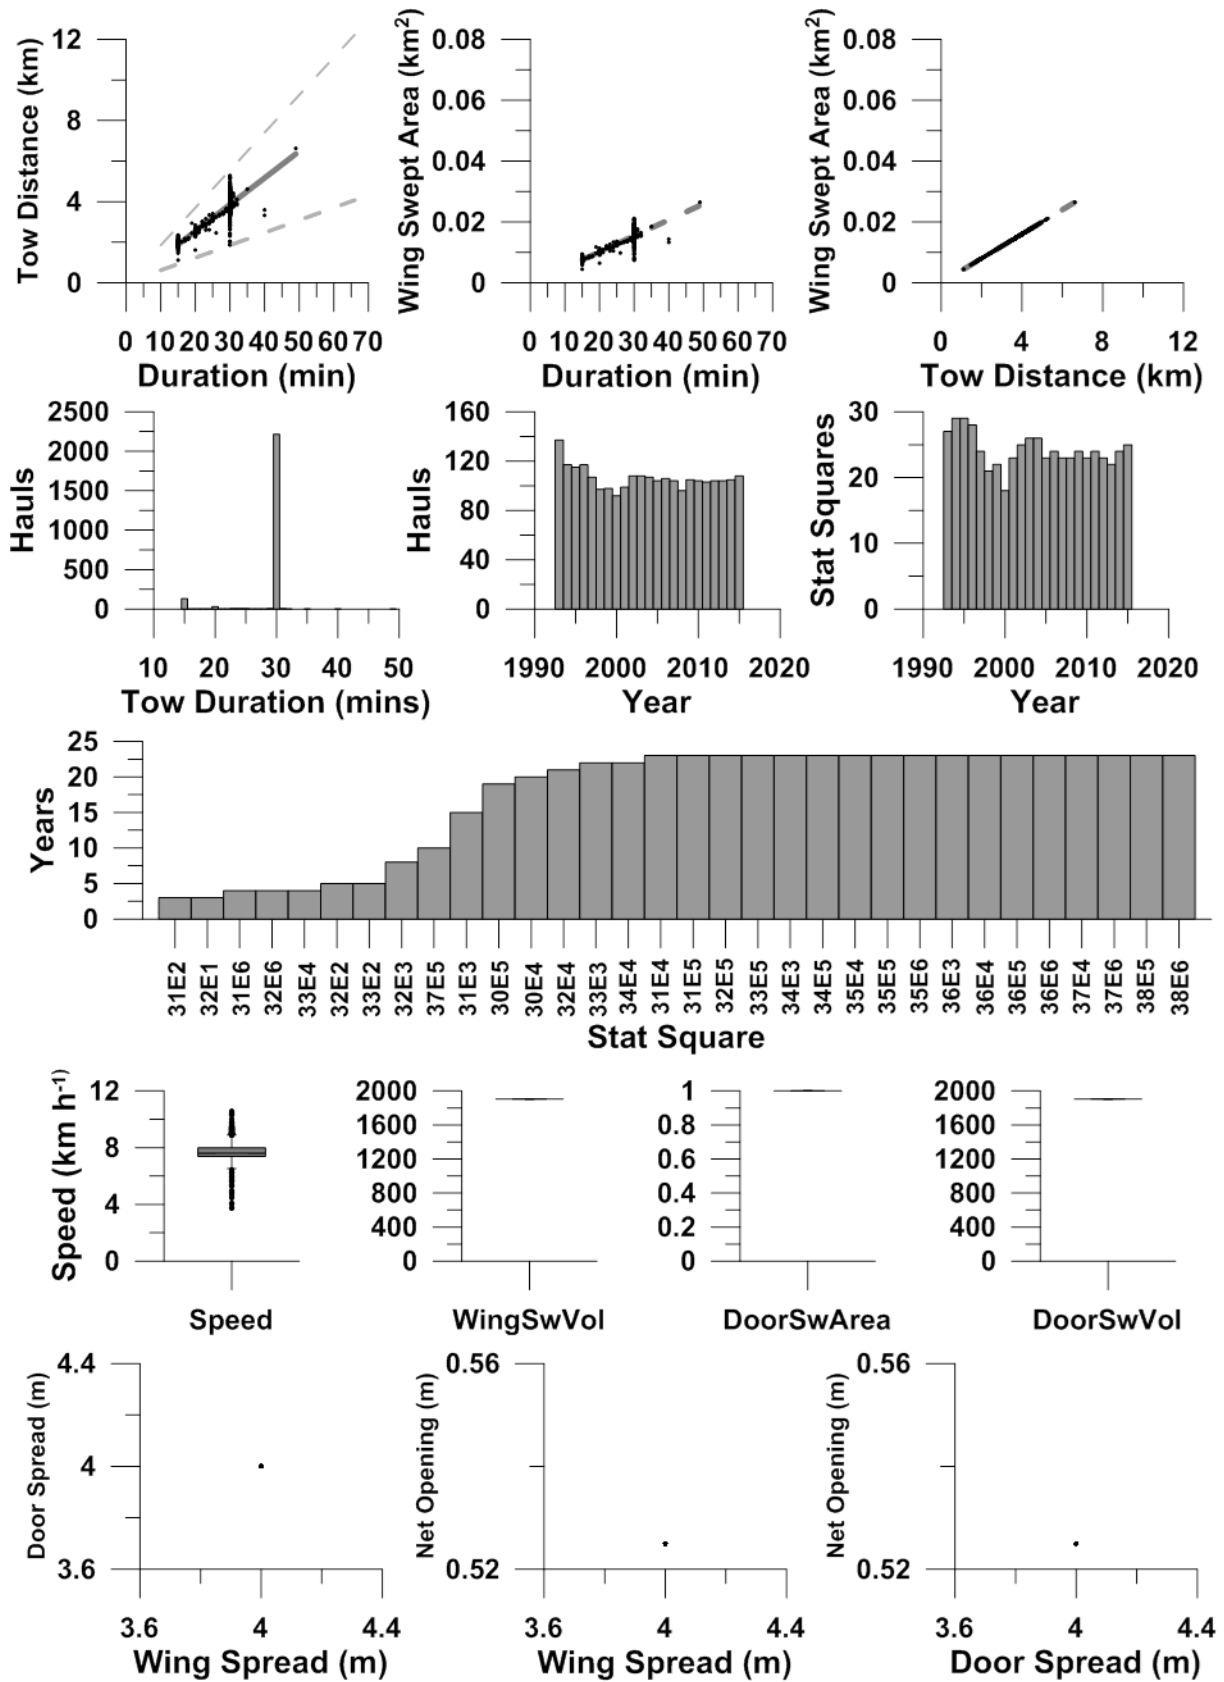 Tow Distance (km)
12
8
4
0
0 10 20 30 40 50 60 70
Duration (min)
Wing Swept Area (km²)
0.08
0.06
0.04
0.02
0
0 10 20 30 40 50 60 70
Duration (min)
Wing Swept Area (km²)
0.08
0.06
0.04
0.02
0
0 4 8 12
Tow Distance (km)
Hauls
2500
2000
1500
1000
500
0
10 20 30 40 50
Tow Duration (mins)
Hauls
160
120
80
40
0
1990 2000 2010 2020
Year
Stat Squares
30
20
10
0
1990 2000 2010 2020
Year
Years
25
20
15
10
5
0
31E2 32E1 31E6 32E6 33E4 32E2 33E2 32E3 37E5 31E3 30E5 30E4 32E4 33E3 34E4 31E4 31E5 32E5 33E5 34E3 34E5 35E4 35E5 35E6 36E3 36E4 36E5 36E6 37E4 37E6 38E5 38E6
Stat Square
Speed (km h⁻¹)
12
8
4
0
Speed
2000
1600
1200
800
400
0
WingSwVol
1
0.8
0.6
0.4
0.2
0
DoorSwArea
2000
1600
1200
800
400
0
DoorSwVol
Door Spread (m)
4.4
4
3.6
3.6 4 4.4
Wing Spread (m)
Net Opening (m)
0.56
0.52
3.6 4 4.4
Wing Spread (m)
Net Opening (m)
0.56
0.52
3.6 4 4.4
Door Spread (m)